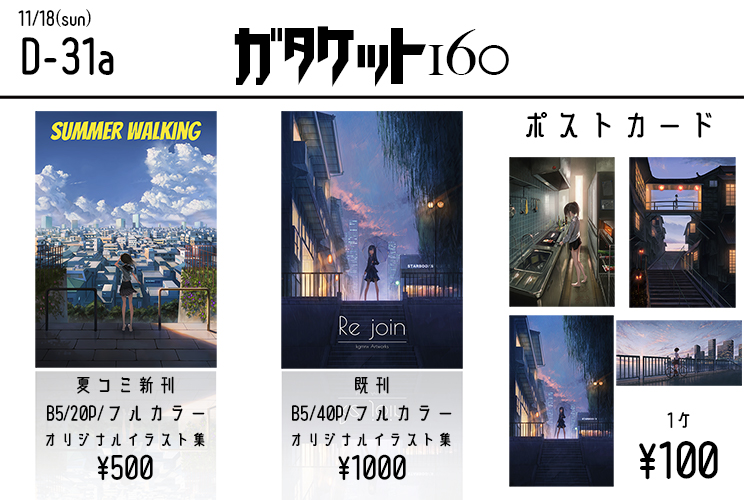 11/18(sun)
D-31a
ガタケット160
SUMMER WALKING
夏コミ新刊
B5/20P/フルカラー
オリジナルイラスト集
¥500
Re join
既刊
B5/40P/フルカラー
オリジナルイラスト集
¥1000
ポストカード
1ケ
¥100